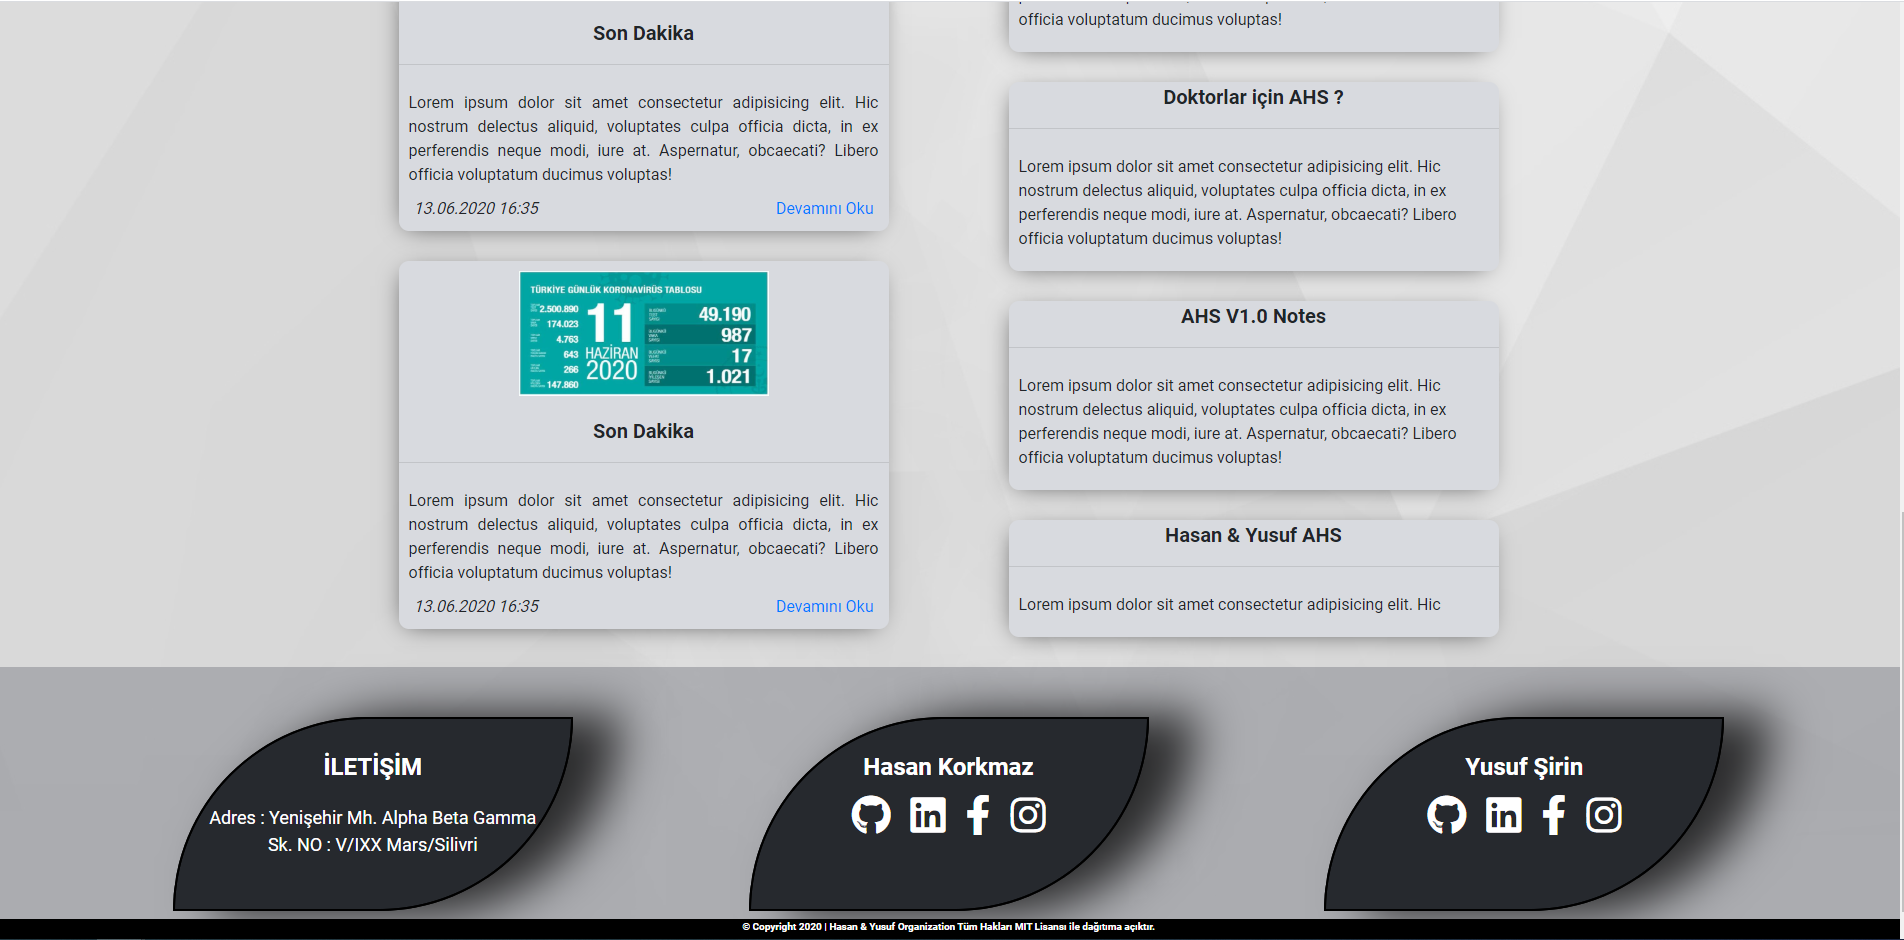 Son Dakika
Lorem ipsum dolor sit amet consectetur adipisicing elit. Hic
nostrum delectus aliquid, voluptates culpa officia dicta, in ex
perferendis neque modi, iure at. Aspernatur, obcaecati? Libero
officia voluptatum ducimus voluptas!
13.06.2020 16:35
Devamını Oku
TÜRKİYE GÜNLÜK KORONAVİRÜS TABLOSU
2.500.890
174.023
4.763
643
266
147.860
11
HAZİRAN
2020
49.190
987
17
1.021
Son Dakika
Lorem ipsum dolor sit amet consectetur adipisicing elit. Hic
nostrum delectus aliquid, voluptates culpa officia dicta, in ex
perferendis neque modi, iure at. Aspernatur, obcaecati? Libero
officia voluptatum ducimus voluptas!
13.06.2020 16:35
Devamını Oku
officia voluptatum ducimus voluptas!
Doktorlar için AHS ?
Lorem ipsum dolor sit amet consectetur adipisicing elit. Hic
nostrum delectus aliquid, voluptates culpa officia dicta, in ex
perferendis neque modi, iure at. Aspernatur, obcaecati? Libero
officia voluptatum ducimus voluptas!
AHS V1.0 Notes
Lorem ipsum dolor sit amet consectetur adipisicing elit. Hic
nostrum delectus aliquid, voluptates culpa officia dicta, in ex
perferendis neque modi, iure at. Aspernatur, obcaecati? Libero
officia voluptatum ducimus voluptas!
Hasan & Yusuf AHS
Lorem ipsum dolor sit amet consectetur adipisicing elit. Hic
İLETİŞİM
Adres : Yenişehir Mh. Alpha Beta Gamma
Sk. NO : V/IXX Mars/Silivri
Hasan Korkmaz
in
Yusuf Şirin
in
© Copyright 2020 | Hasan & Yusuf Organization Tüm Hakları MIT Lisansı ile dağıtıma açıktır.